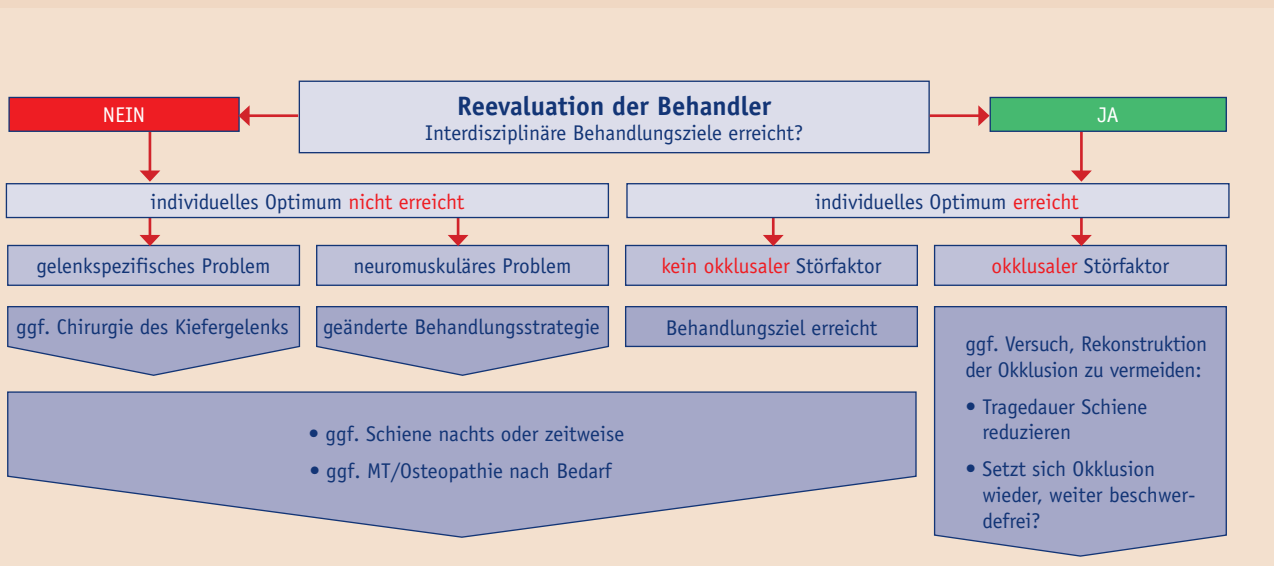 Reevaluation der Behandler
Interdisziplinäre Behandlungsziele erreicht?
NEIN
JA
individuelles Optimum nicht erreicht
individuelles Optimum erreicht
gelenkspezifisches Problem
neuromuskuläres Problem
kein okklusaler Störfaktor
okklusaler Störfaktor
ggf. Chirurgie des Kiefergelenks
geänderte Behandlungsstrategie
Behandlungsziel erreicht
ggf. Versuch, Rekonstruktion
der Okklusion zu vermeiden:
• Tragedauer Schiene
reduzieren
• Setzt sich Okklusion
wieder, weiter beschwer-
defrei?
• ggf. Schiene nachts oder zeitweise
• ggf. MT/Osteopathie nach Bedarf